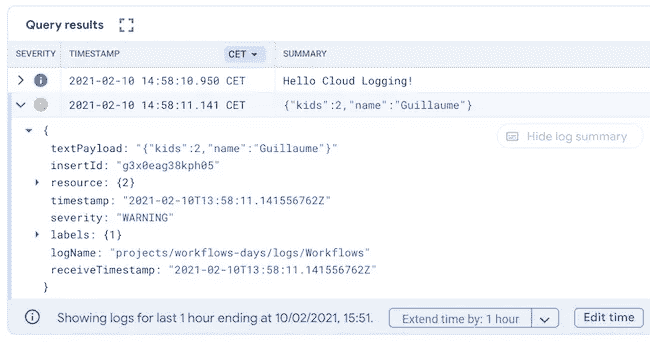 Query results
SEVERITY TIMESTAMP CET SUMMARY
2021-02-10 14:58:10.950 CET Hello Cloud Logging!
2021-02-10 14:58:11.141 CET {"kids":2,"name":"Guillaume"}
{
Hide log summary
textPayload: "{"kids":2,"name":"Guillaume"}"
insertId: "g3x0eag38kph05"
resource: {2}
timestamp: "2021-02-10T13:58:11.141556762Z"
severity: "WARNING"
labels: {1}
logName: "projects/workflows-days/logs/Workflows"
receiveTimestamp: "2021-02-10T13:58:11.141556762Z"
}
Showing logs for last 1 hour ending at 10/02/2021, 15:51. Extend time by: 1 hour Edit time